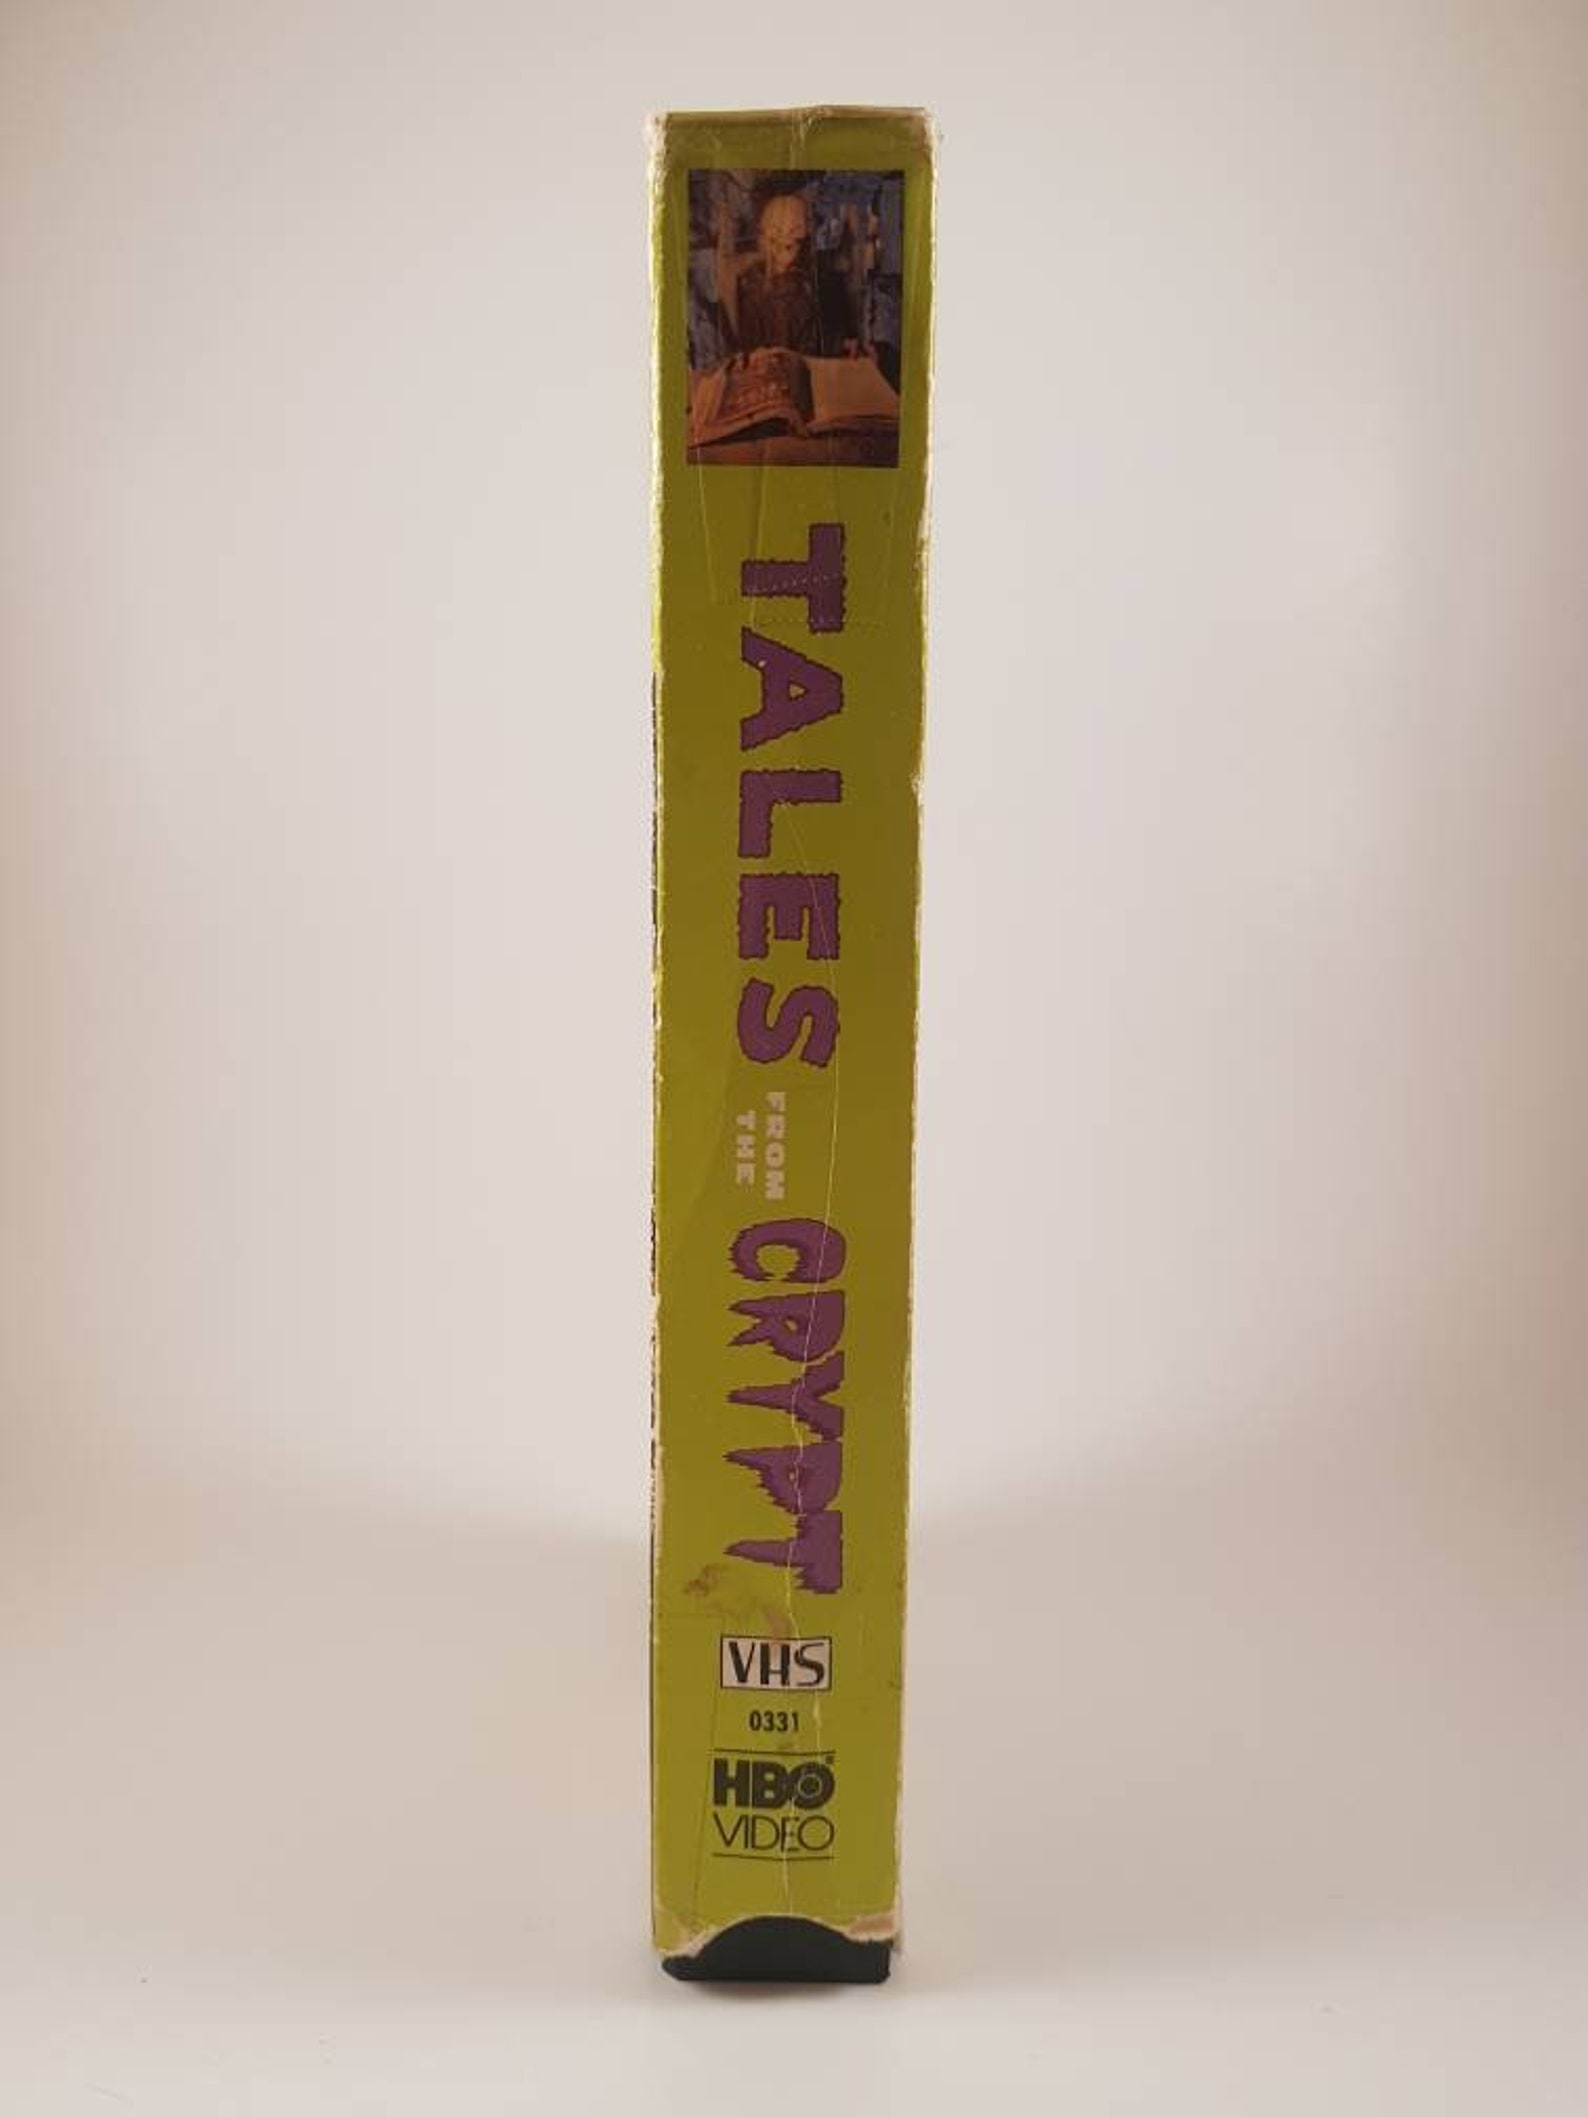 TALES
FROM
THE
CRYPT
VHS
0331
HBO®
VIDEO